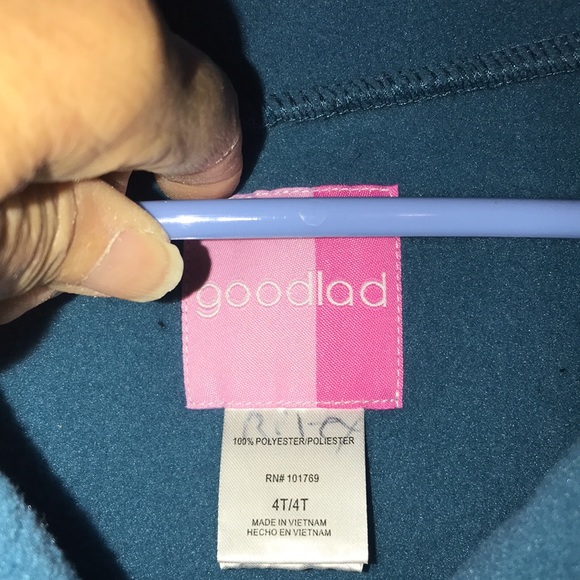 goodlad
100% POLYESTER/POLIESTER
RN# 101769
4T/4T
MADE IN VIETNAM
HECHO EN VIETNAM